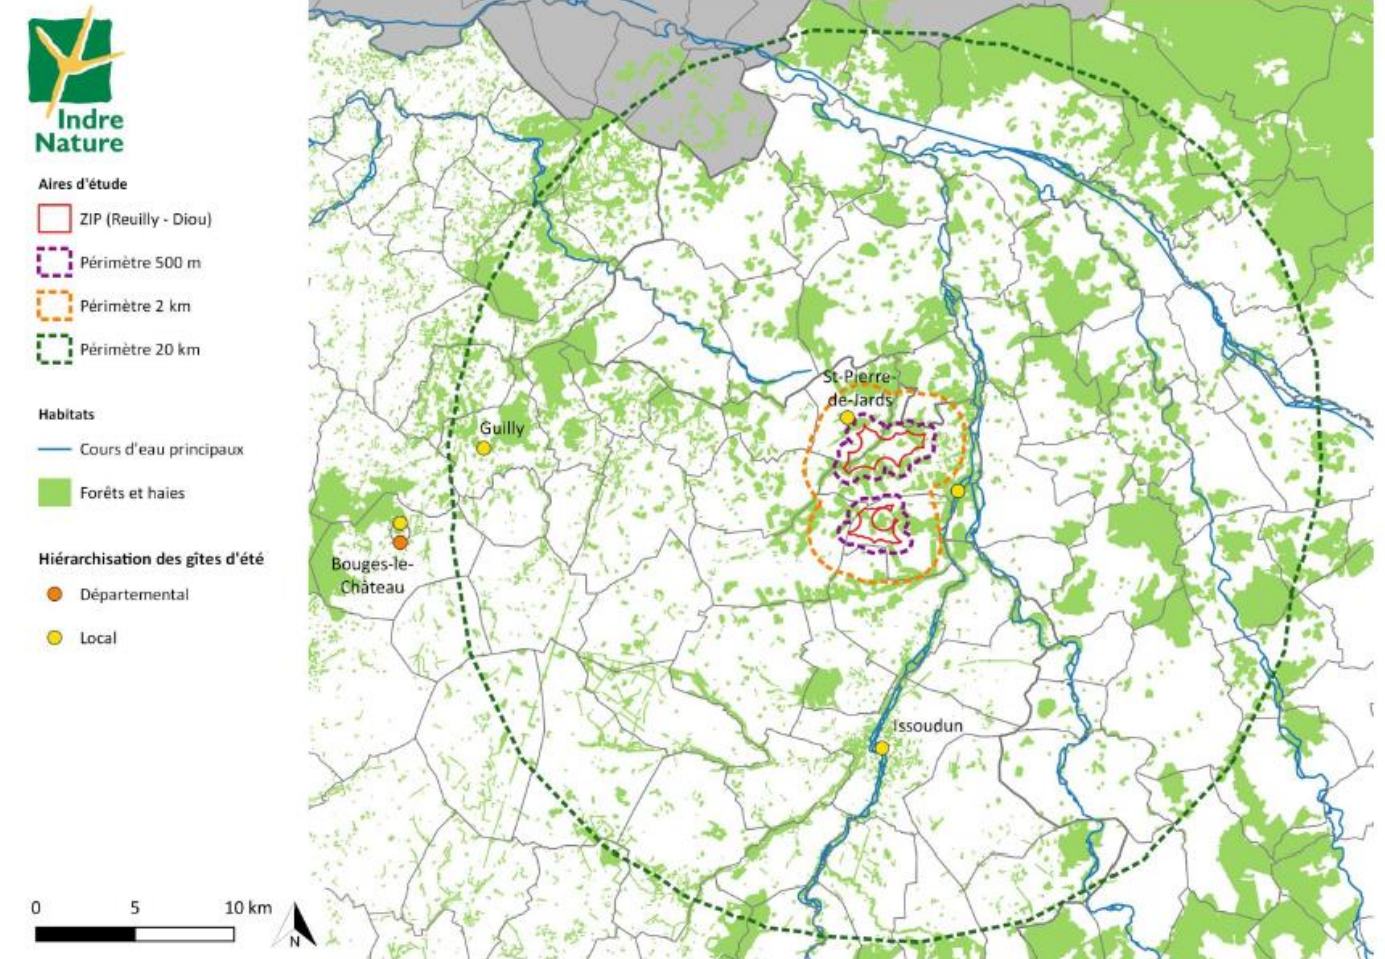 Indre
Nature
Aires d'étude
ZIP (Reuilly - Diou)
Périmètre 500 m
Périmètre 2 km
Périmètre 20 km
Habitats
Cours d'eau principaux
Forêts et haies
Hiérarchisation des gîtes d'été
Départemental
Local
0 5 10 km
N
St-Pierre-
de-Jards
Guilly
Bouges-le-
Château
Issoudun